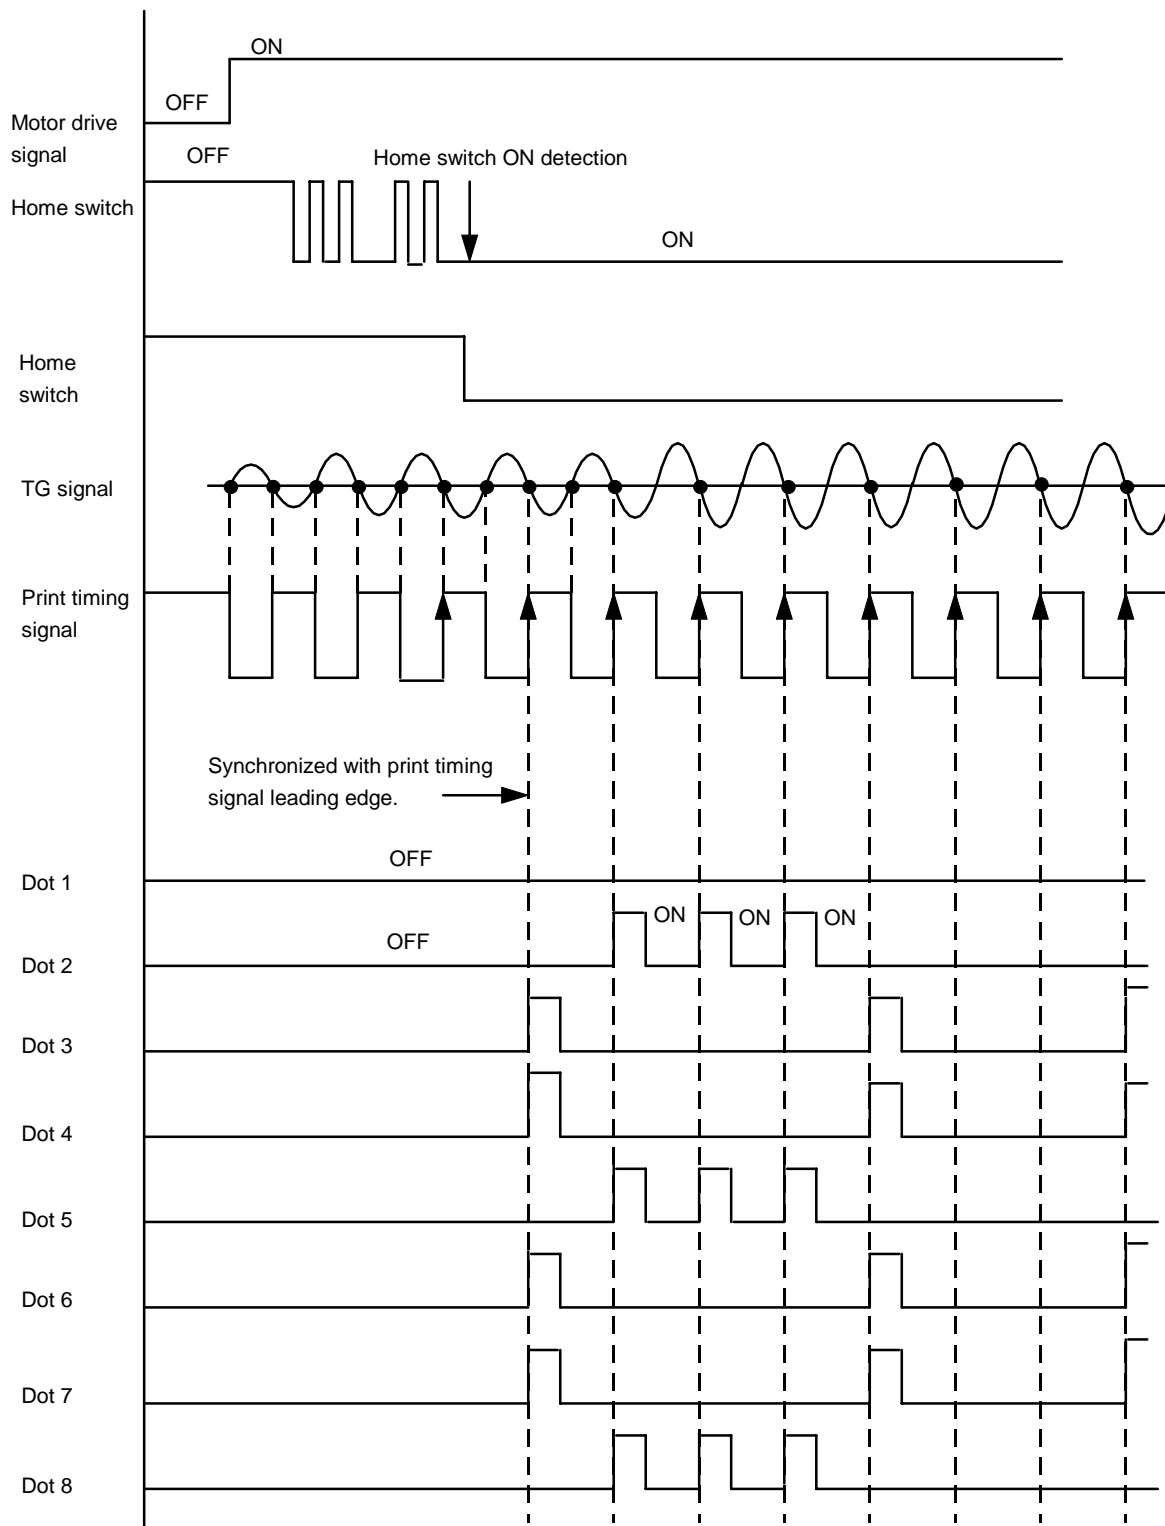 ON
OFF
Motor drive
signal
OFF
Home switch ON detection
Home switch
ON
Home
switch
TG signal
Print timing
signal
Synchronized with print timing
signal leading edge.
OFF
Dot 1
ON ON ON
OFF
Dot 2
Dot 3
Dot 4
Dot 5
Dot 6
Dot 7
Dot 8